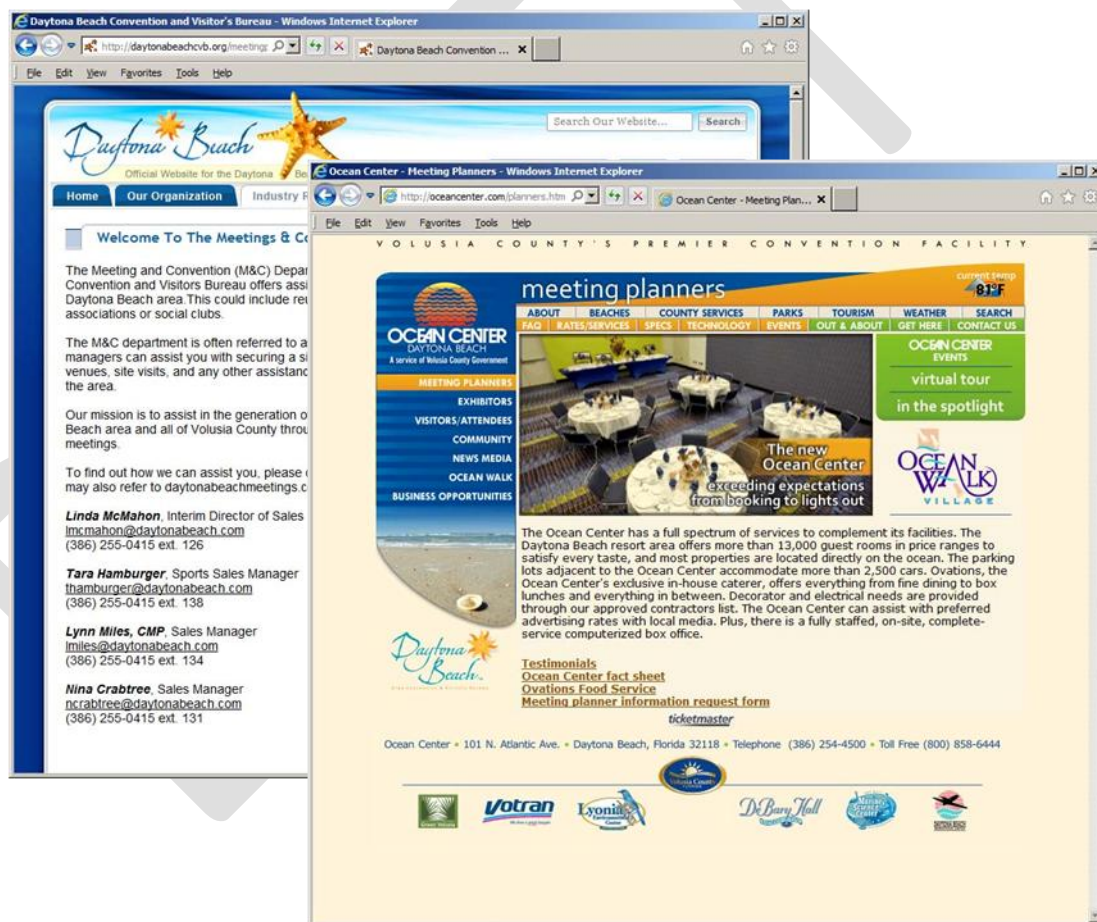 Daytona Beach Convention and Visitor's Bureau - Windows Internet Explorer
http://daytonabeachcvb.org/meeting
Daytona Beach Convention ...
File Edit View Favorites Tools Help
Daytona Beach
Search Our Website... Search
Official Website for the Daytona
Home Our Organization Industry
Welcome To The Meetings &
The Meeting and Convention (M&C)
Convention and Visitors Bureau offers
Daytona Beach area.This could include
associations or social clubs.
The M&C department is often referred to a
managers can assist you with securing a
venues, site visits, and any other
the area.
Our mission is to assist in the generation
Beach area and all of Volusia County
meetings.
To find out how we can assist you, please
may also refer to
Linda McMahon, Interim Director of Sales
lmcmahon@daytonabeach.com
(386) 255-0415 ext. 126
Tara Hamburger, Sports Sales Manager
thamburger@daytonabeach.com
(386) 255-0415 ext. 138
Lynn Miles, CMP, Sales Manager
lmiles@daytonabeach.com
(386) 255-0415 ext. 134
Nina Crabtree, Sales Manager
ncrabtree@daytonabeach.com
(386) 255-0415 ext. 131
Ocean Center - Meeting Planners - Windows Internet Explorer
http://oceancenter.com/planners.htm
Ocean Center - Meeting Plan...
File Edit View Favorites Tools Help
VOLUSIA COUNTY'S PREMIER CONVENTION FACILITY
meeting planners
current temp
81°F
ABOUT BEACHES COUNTY SERVICES PARKS TOURISM WEATHER SEARCH
FAQ RATES/SERVICES SPECS TECHNOLOGY EVENTS OUT & ABOUT GET HERE CONTACT US
OCEAN CENTER
DAYTONA BEACH
A service of Volusia County Government
MEETING PLANNERS
EXHIBITORS
VISITORS/ATTENDEES
COMMUNITY
NEWS MEDIA
OCEAN WALK
BUSINESS OPPORTUNITIES
The new
Ocean Center
exceeding expectations
from booking to lights out
OCEAN CENTER
EVENTS
virtual tour
in the spotlight
OCEAN
WALK
VILLAGE
The Ocean Center has a full spectrum of services to complement its facilities. The
Daytona Beach resort area offers more than 13,000 guest rooms in price ranges to
satisfy every taste, and most properties are located directly on the ocean. The parking
lots adjacent to the Ocean Center accommodate more than 2,500 cars. Ovations, the
Ocean Center's exclusive in-house caterer, offers everything from fine dining to box
lunches and everything in between. Decorator and electrical needs are provided
through our approved contractors list. The Ocean Center can assist with preferred
advertising rates with local media. Plus, there is a fully staffed, on-site, complete-
service computerized box office.
Daytona
Beach
Testimonials
Ocean Center fact sheet
Ovations Food Service
Meeting planner information request form
ticketmaster
Ocean Center • 101 N. Atlantic Ave. • Daytona Beach, Florida 32118 • Telephone (386) 254-4500 • Toll Free (800) 858-6444
Volusia County
Votran
Lyonia
DeBary Hall